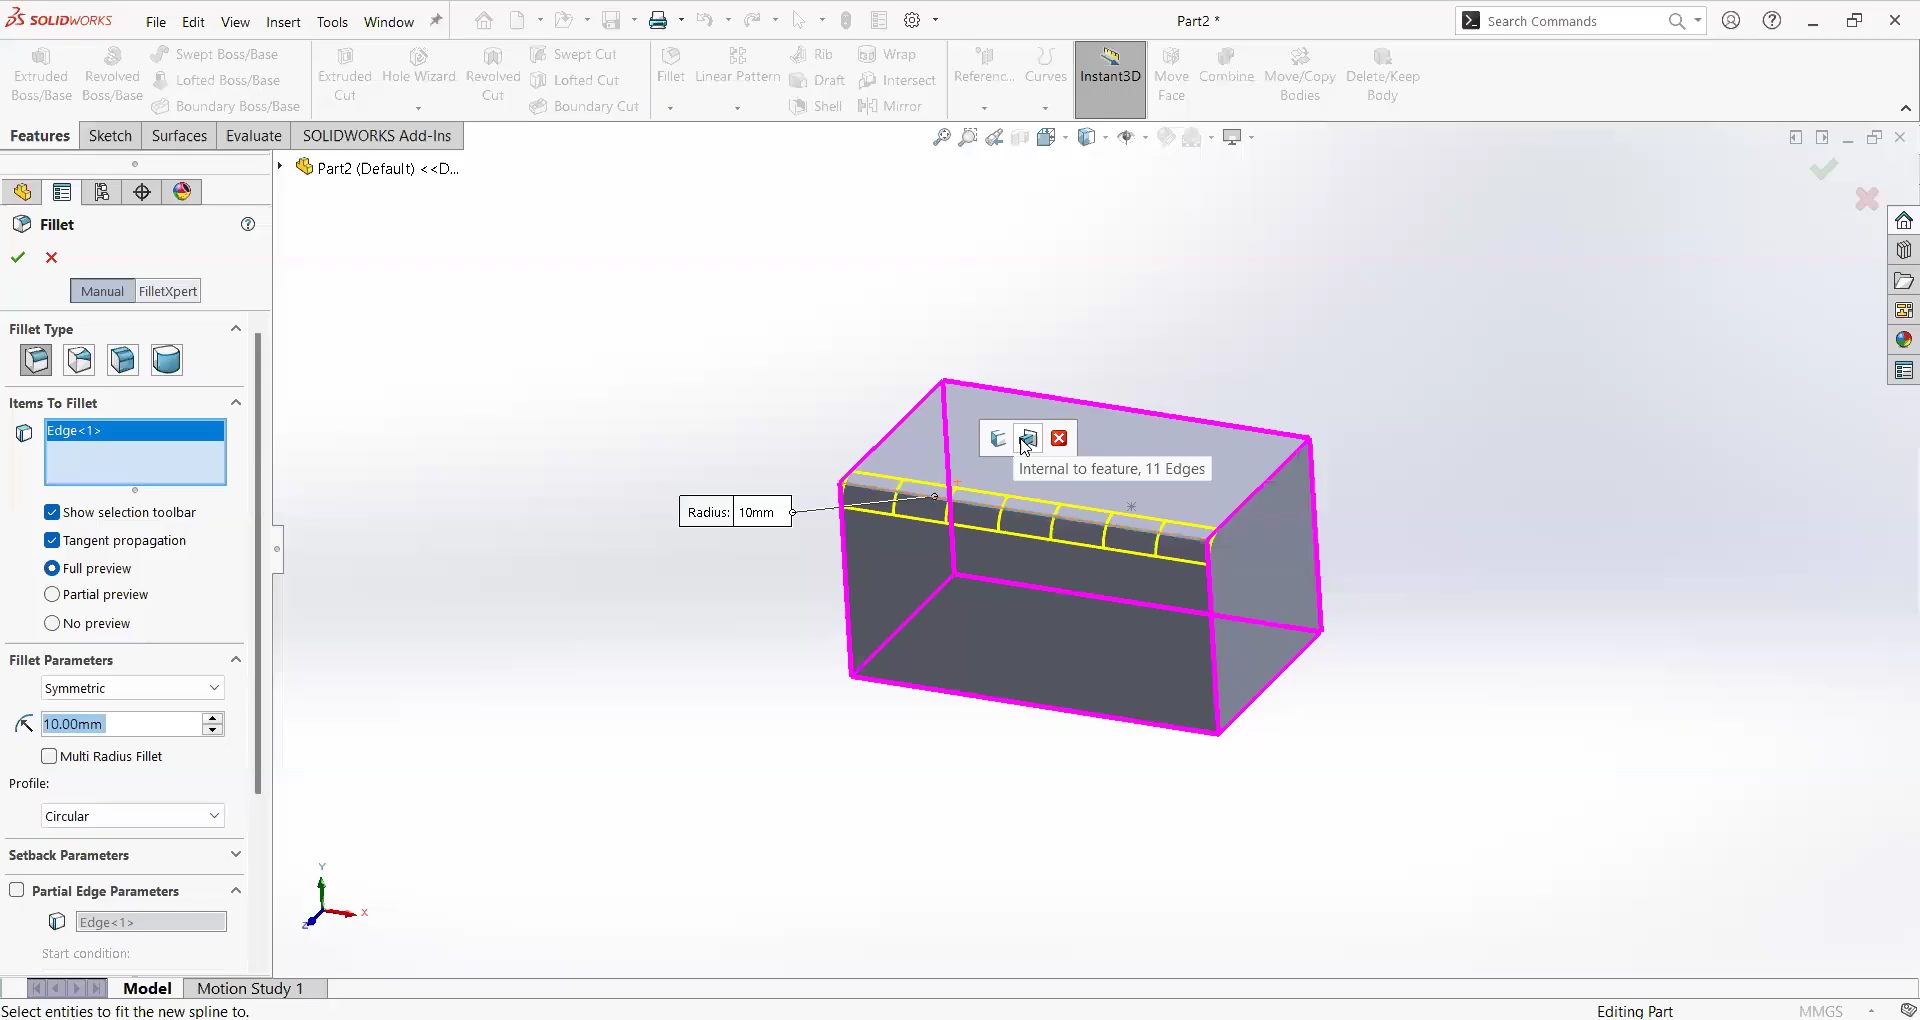 SOLIDWORKS
File Edit View Insert Tools Window
Part2 *
Search Commands
Extruded Boss/Base
Revolved Boss/Base
Swept Boss/Base
Lofted Boss/Base
Boundary Boss/Base
Extruded Cut
Hole Wizard
Revolved Cut
Swept Cut
Lofted Cut
Boundary Cut
Fillet
Linear Pattern
Rib
Draft
Shell
Wrap
Intersect
Mirror
Referenc...
Curves
Instant3D
Move Face
Combine
Move/Copy Bodies
Delete/Keep Body
Features Sketch Surfaces Evaluate SOLIDWORKS Add-Ins
Part2 (Default) <<D...
Fillet
Manual FilletXpert
Fillet Type
Items To Fillet
Edge<1>
Show selection toolbar
Tangent propagation
Full preview
Partial preview
No preview
Fillet Parameters
Symmetric
10.00mm
Multi Radius Fillet
Profile:
Circular
Setback Parameters
Partial Edge Parameters
Edge<1>
Start condition:
Internal to feature, 11 Edges
Radius: 10mm
Y
X
Z
Model Motion Study 1
Select entities to fit the new spline to.
Editing Part
MMGS